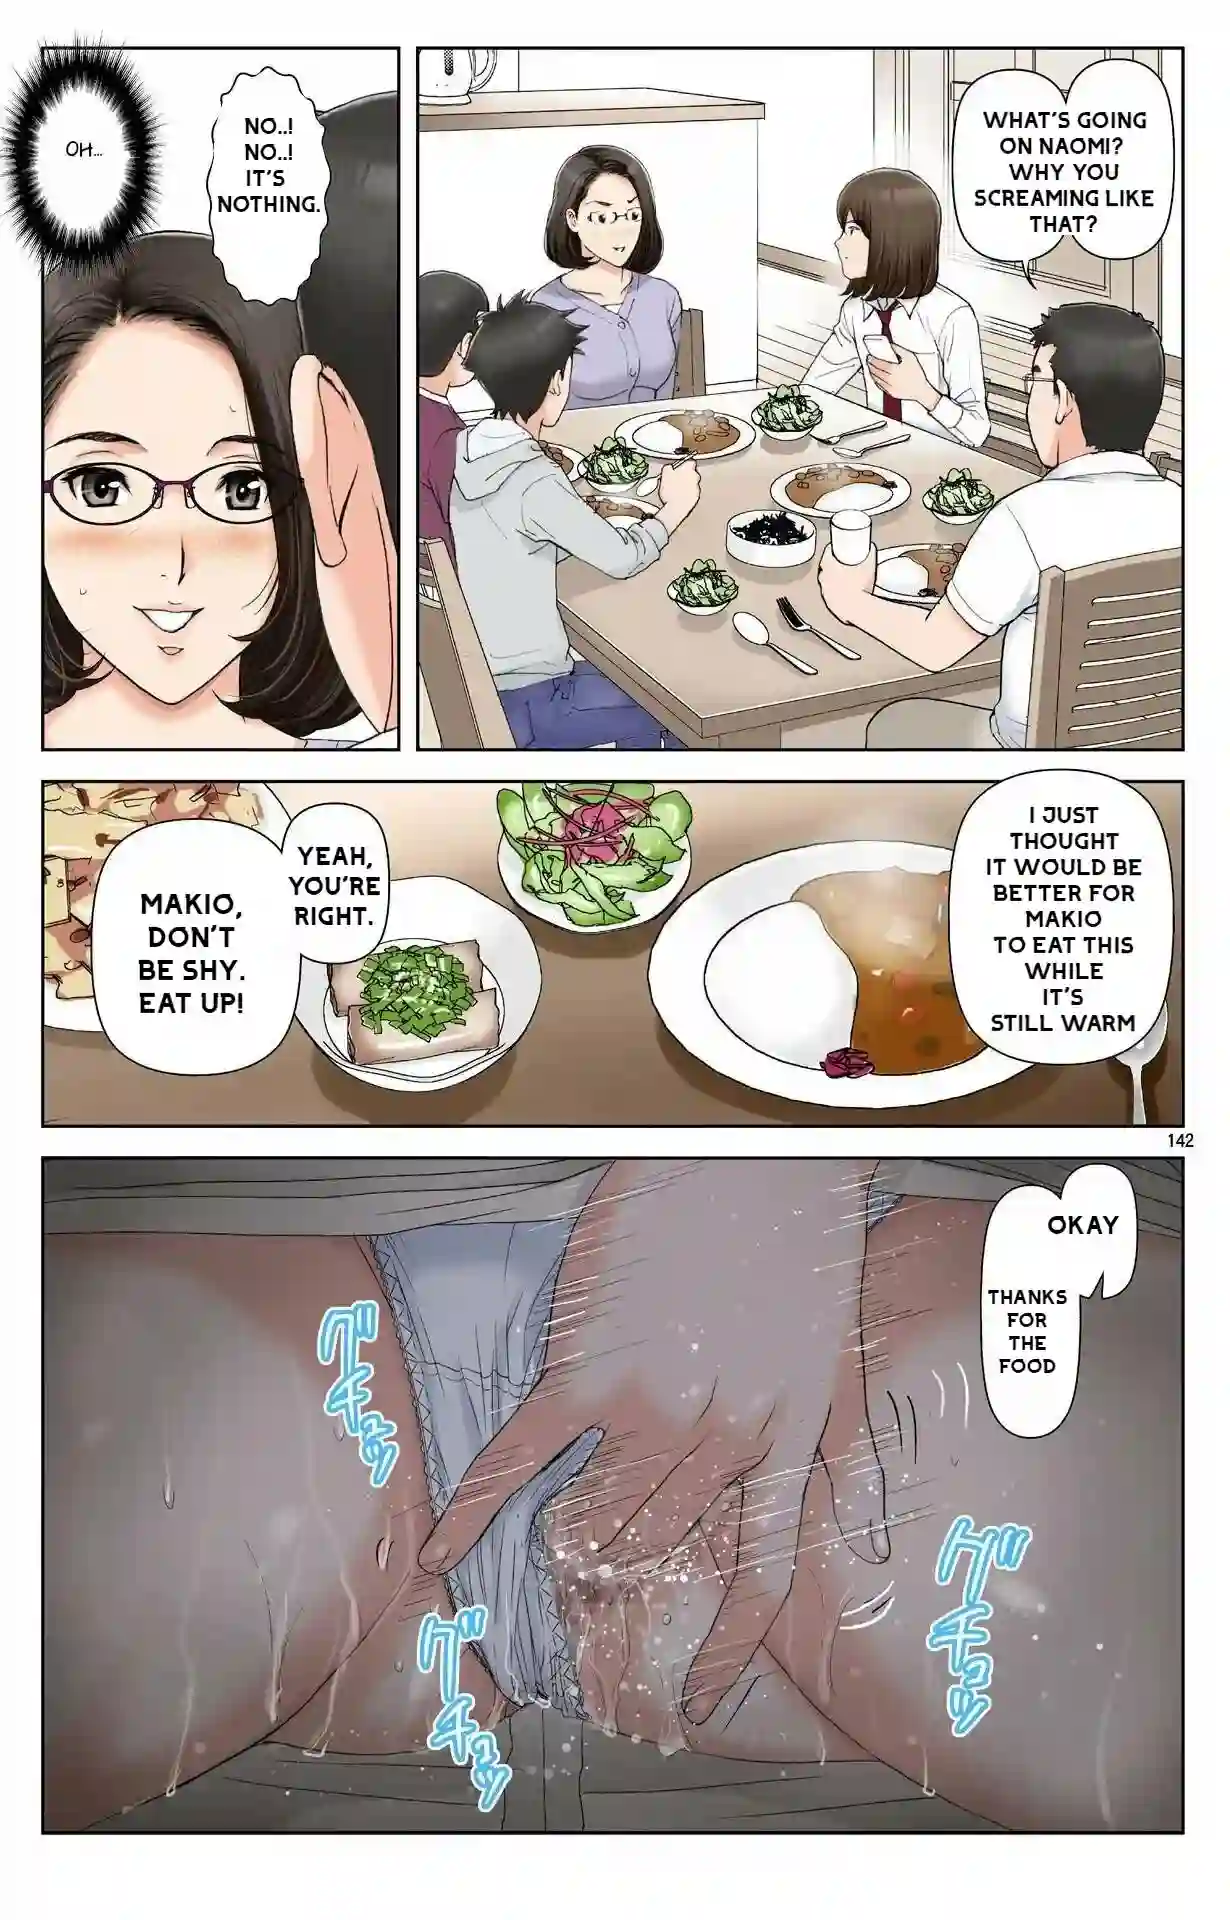 WHAT'S GOING
ON NAOMI?
WHY YOU
SCREAMING LIKE
THAT?
NO..!
NO..!
IT'S
NOTHING.
OH...
I JUST
THOUGHT
IT WOULD BE
BETTER FOR
MAKIO
TO EAT THIS
WHILE
IT'S
STILL WARM
YEAH,
YOU'RE
RIGHT.
MAKIO,
DON'T
BE SHY.
EAT UP!
142
OKAY
THANKS
FOR
THE
FOOD
グチュッ
グチュッ
グチュッ